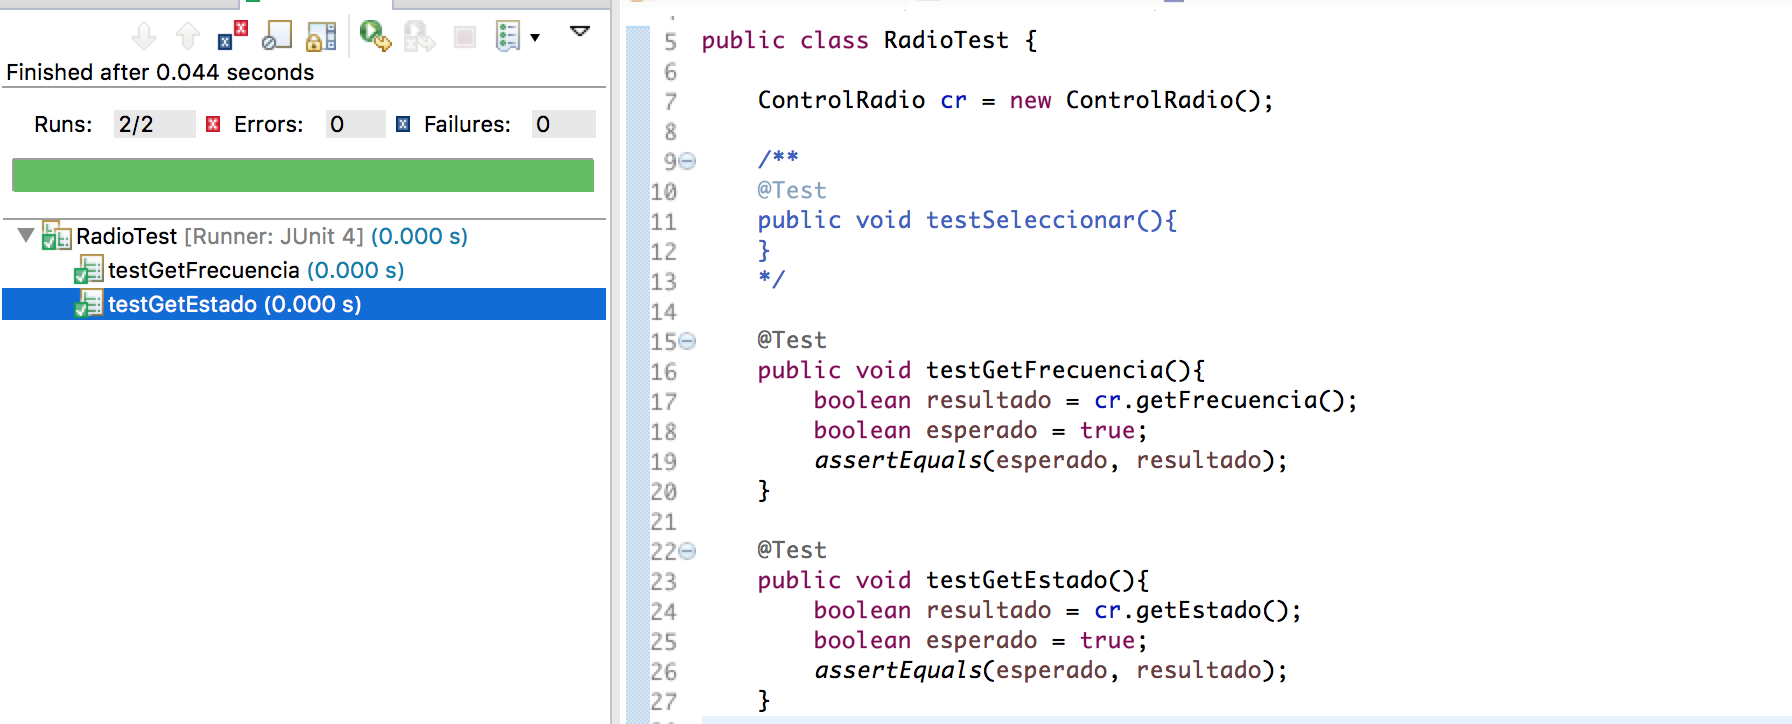 Finished after 0.044 seconds
Runs: 2/2 Errors: 0 Failures: 0
RadioTest [Runner: JUnit 4] (0.000 s)
testGetFrecuencia (0.000 s)
testGetEstado (0.000 s)
5 public class RadioTest {
6
7 ControlRadio cr = new ControlRadio();
8
9 /**
10 @Test
11 public void testSeleccionar(){
12 }
13 */
14
15 @Test
16 public void testGetFrecuencia(){
17 boolean resultado = cr.getFrecuencia();
18 boolean esperado = true;
19 assertEquals(esperado, resultado);
20 }
21
22 @Test
23 public void testGetEstado(){
24 boolean resultado = cr.getEstado();
25 boolean esperado = true;
26 assertEquals(esperado, resultado);
27 }